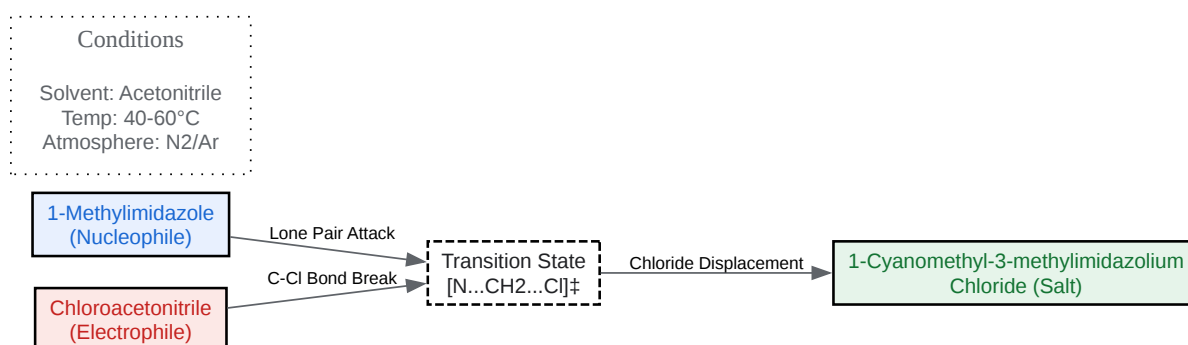 Conditions
Solvent: Acetonitrile
Temp: 40-60°C
Atmosphere: N2/Ar
1-Methylimidazole
(Nucleophile)
Lone Pair Attack
C-Cl Bond Break
Chloroacetonitrile
(Electrophile)
Transition State
[N...CH2...Cl]‡
Chloride Displacement
1-Cyanomethyl-3-methylimidazolium
Chloride (Salt)